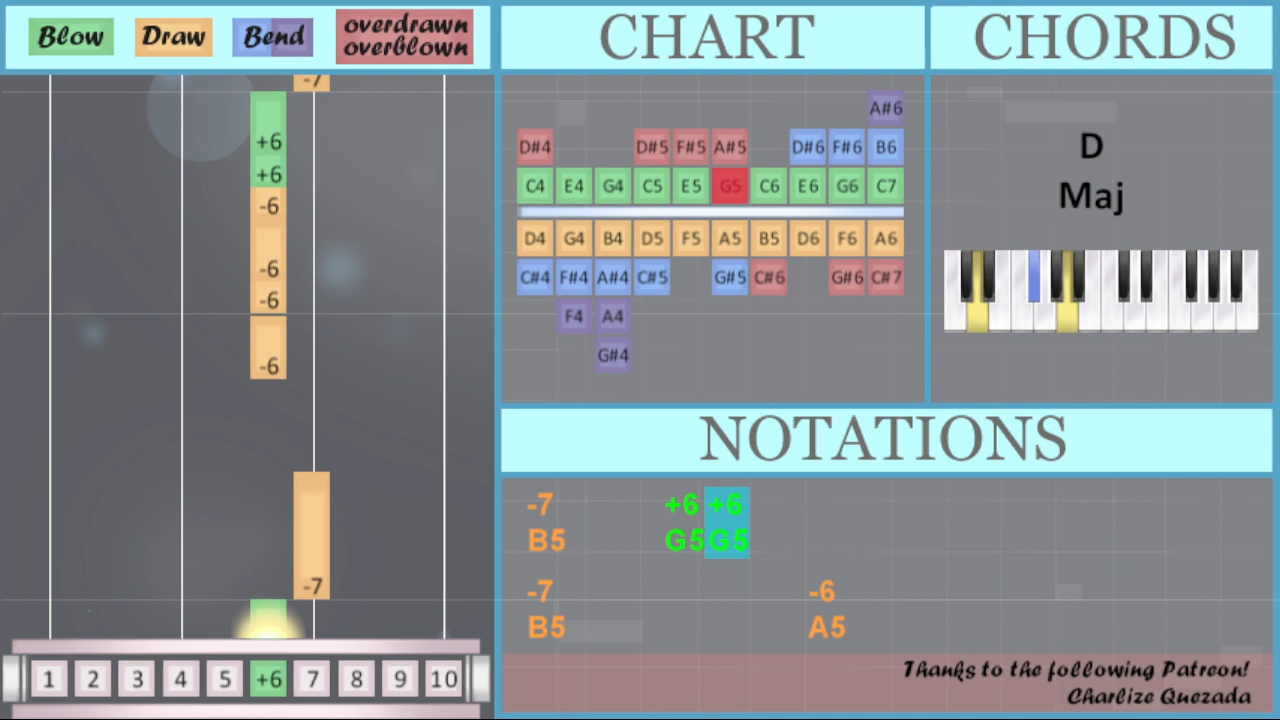 Blow Draw Bend overdrawn
overblown
CHART
CHORDS
-7
+6
+6
-6
-6
-6
-6
-7
1 2 3 4 5 +6 7 8 9 10
A#6
D#4 D#5 F#5 A#5 D#6 F#6 B6
C4 E4 G4 C5 E5 G5 C6 E6 G6 C7
D4 G4 B4 D5 F5 A5 B5 D6 F6 A6
C#4 F#4 A#4 C#5 G#5 C#6 G#6 C#7
F4 A4
G#4
D
Maj
NOTATIONS
-7 +6 +6
B5 G5 G5
-7 -6
B5 A5
Thanks to the following Patreon!
Charlize Quezada